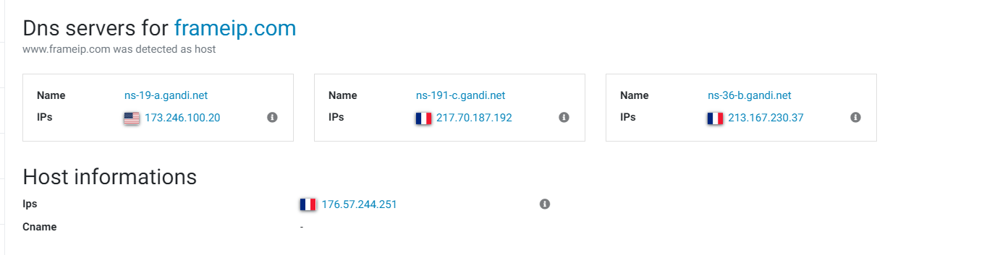 Dns servers for frameip.com
www.frameip.com was detected as host
Name ns-19-a.gandi.net
IPs 173.246.100.20
Name ns-191-c.gandi.net
IPs 217.70.187.192
Name ns-36-b.gandi.net
IPs 213.167.230.37
Host informations
Ips 176.57.244.251
Cname -